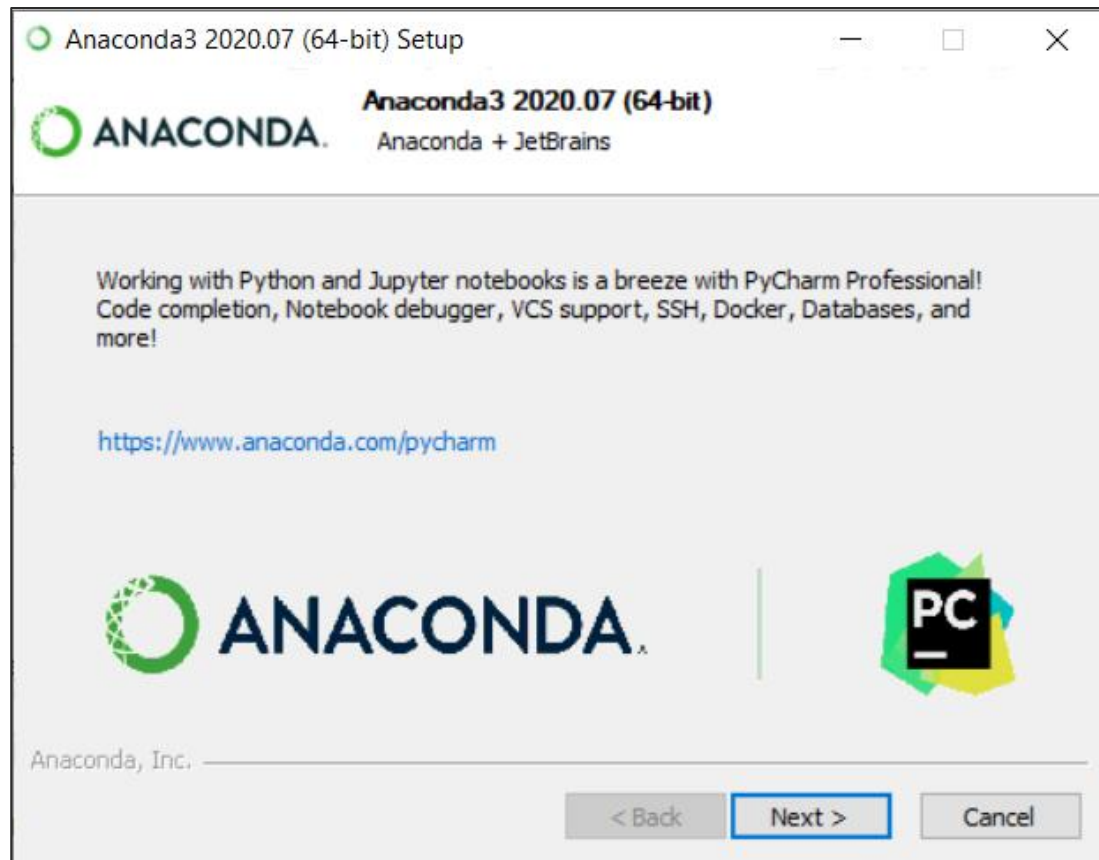 Anaconda3 2020.07 (64-bit) Setup
ANACONDA.
Anaconda3 2020.07 (64-bit)
Anaconda + JetBrains
Working with Python and Jupyter notebooks is a breeze with PyCharm Professional!
Code completion, Notebook debugger, VCS support, SSH, Docker, Databases, and
more!
https://www.anaconda.com/pycharm
ANACONDA.
PC
Anaconda, Inc.
< Back
Next >
Cancel